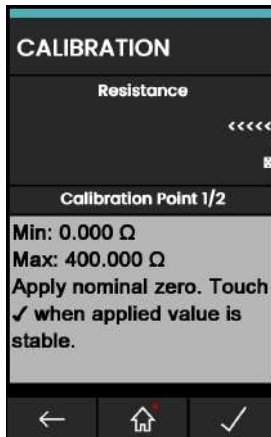 CALIBRATION
Resistance
<<<<<
Calibration Point 1/2
Min: 0.000 Ω
Max: 400.000 Ω
Apply nominal zero. Touch
✓ when applied value is
stable.